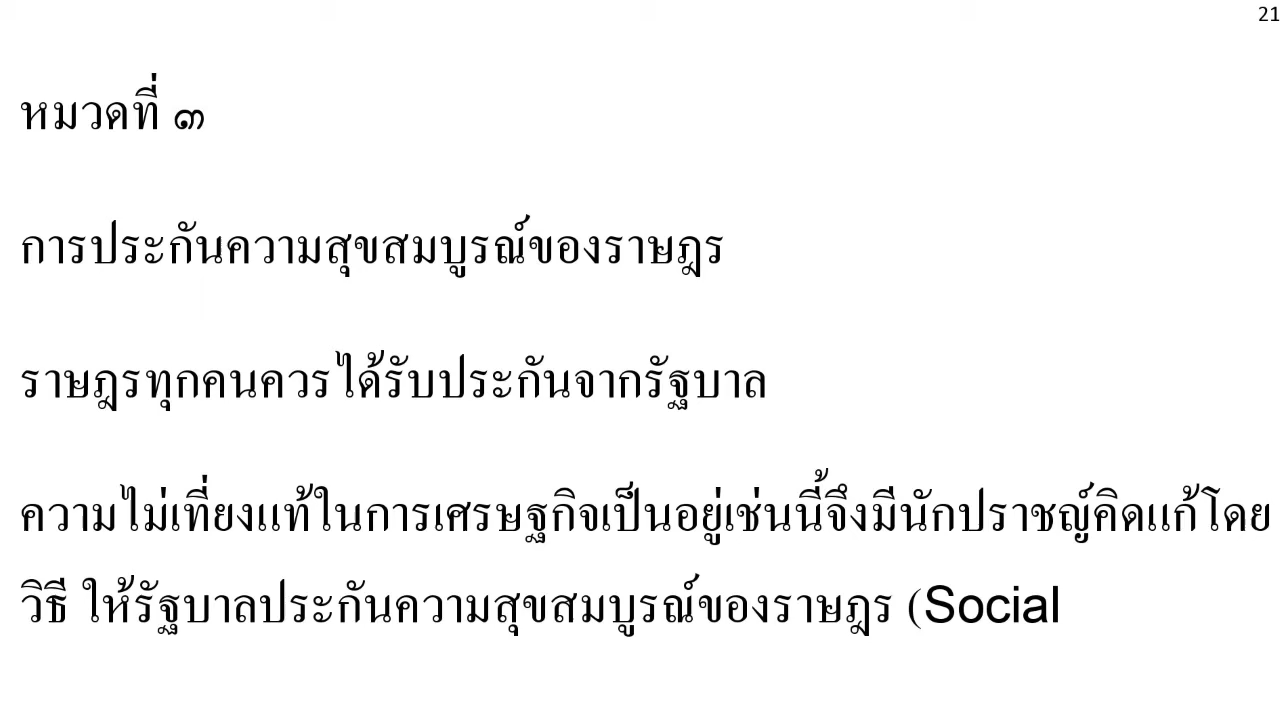 21
หมวดที่ ๓
การประกันความสุขสมบูรณ์ของราษฎร
ราษฎรทุกคนควรได้รับประกันจากรัฐบาล
ความไม่เที่ยงแท้ในการเศรษฐกิจเป็นอยู่เช่นนี้จึงมีนักปราชญ์คิดแก้โดย
วิธี ให้รัฐบาลประกันความสุขสมบูรณ์ของราษฎร (Social